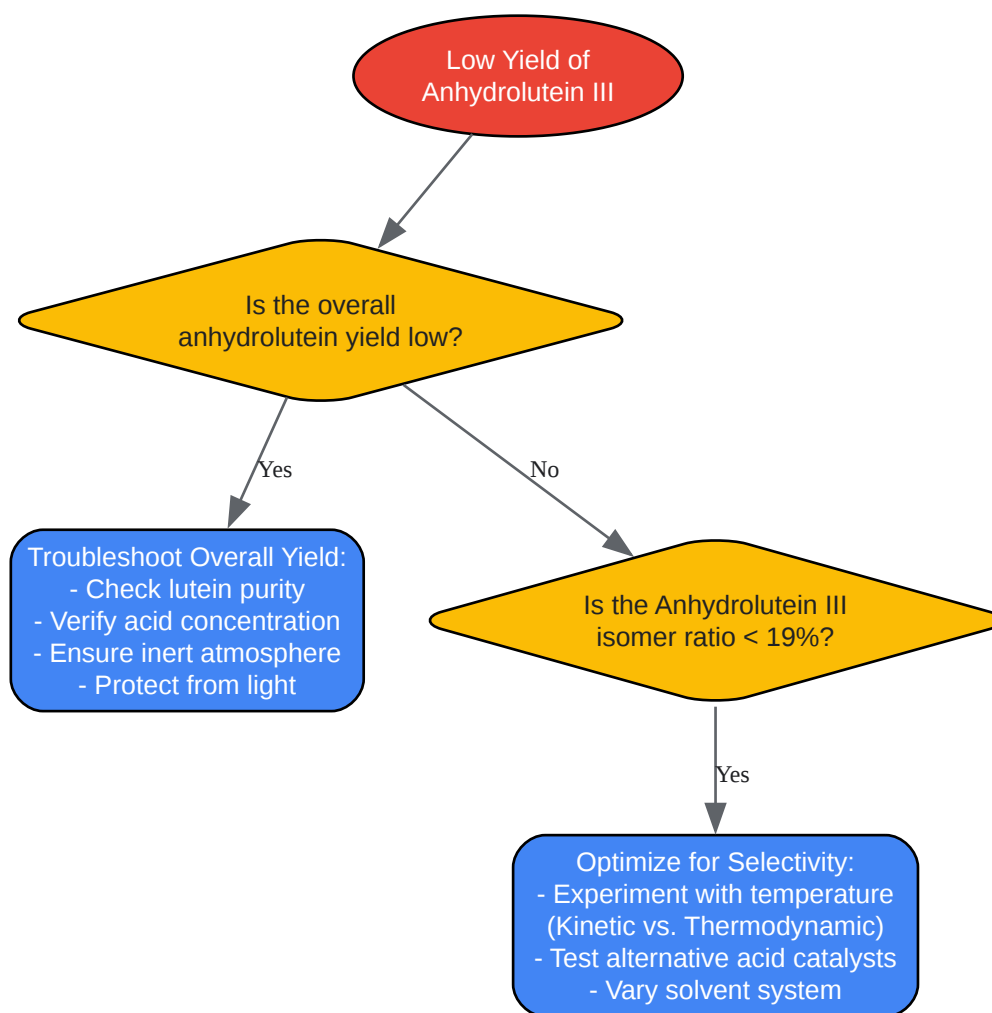 Low Yield of
Anhydrolutein III
Is the overall
anhydrolutein yield low?
Yes
No
Troubleshoot Overall Yield:
- Check lutein purity
- Verify acid concentration
- Ensure inert atmosphere
- Protect from light
Is the Anhydrolutein III
isomer ratio < 19%?
Yes
Optimize for Selectivity:
- Experiment with temperature
(Kinetic vs. Thermodynamic)
- Test alternative acid catalysts
- Vary solvent system